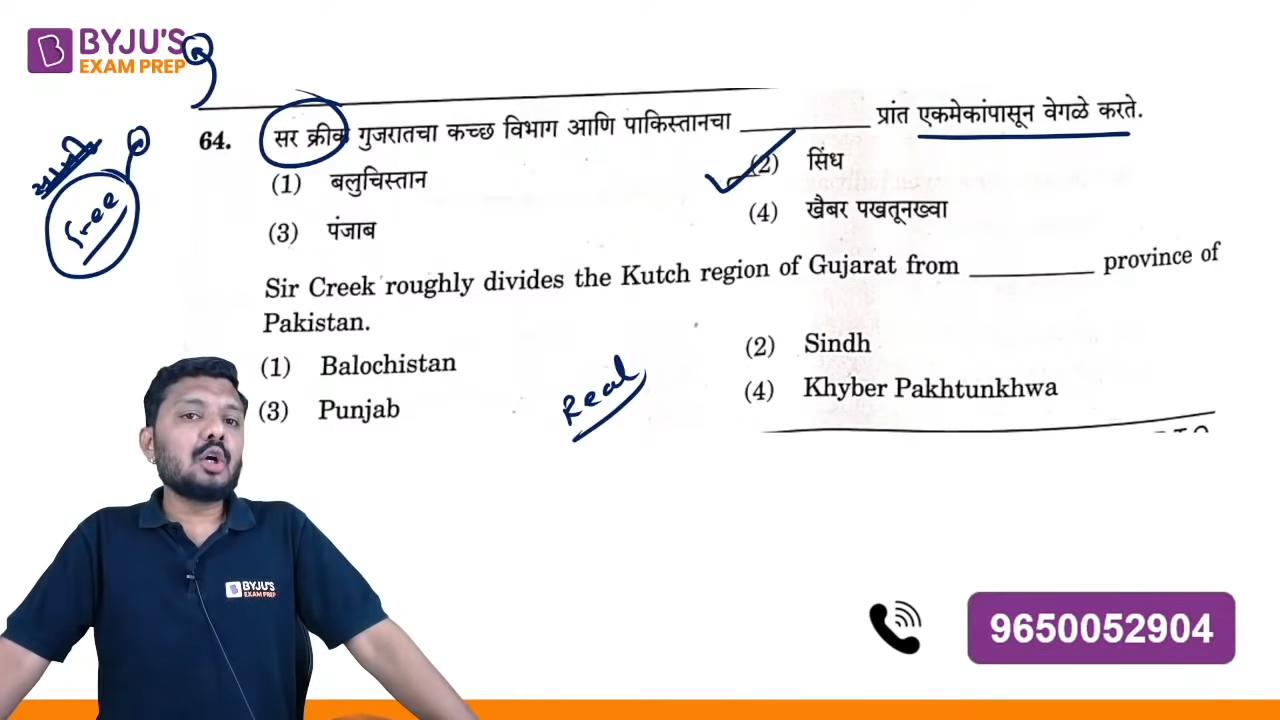 BYJU'S
EXAM PREP
64. सर क्रीक गुजरातचा कच्छ विभाग आणि पाकिस्तानचा __________ प्रांत एकमेकांपासून वेगळे करते.
(1) बलुचिस्तान (2) सिंध
(3) पंजाब (4) खैबर पखतूनख्वा
Sir Creek roughly divides the Kutch region of Gujarat from __________ province of
Pakistan.
(1) Balochistan (2) Sindh
(3) Punjab (4) Khyber Pakhtunkhwa
Real
BYJU'S
EXAM PREP
9650052904